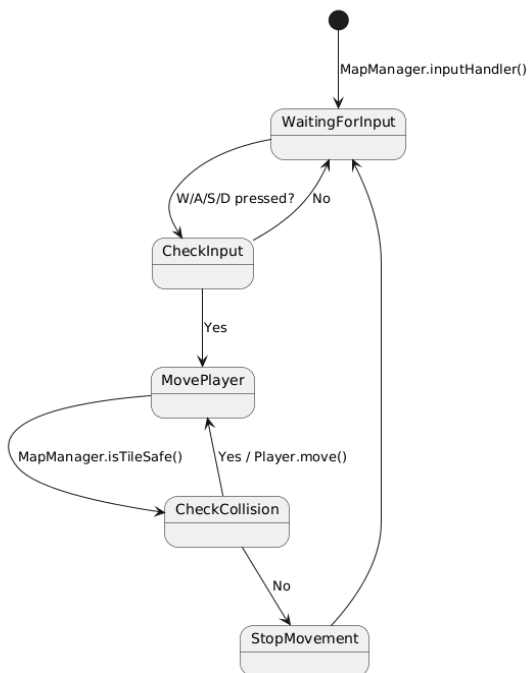 MapManager.inputHandler()
WaitingForInput
W/A/S/D pressed?
No
CheckInput
Yes
MovePlayer
MapManager.isTileSafe()
Yes / Player.move()
CheckCollision
No
StopMovement